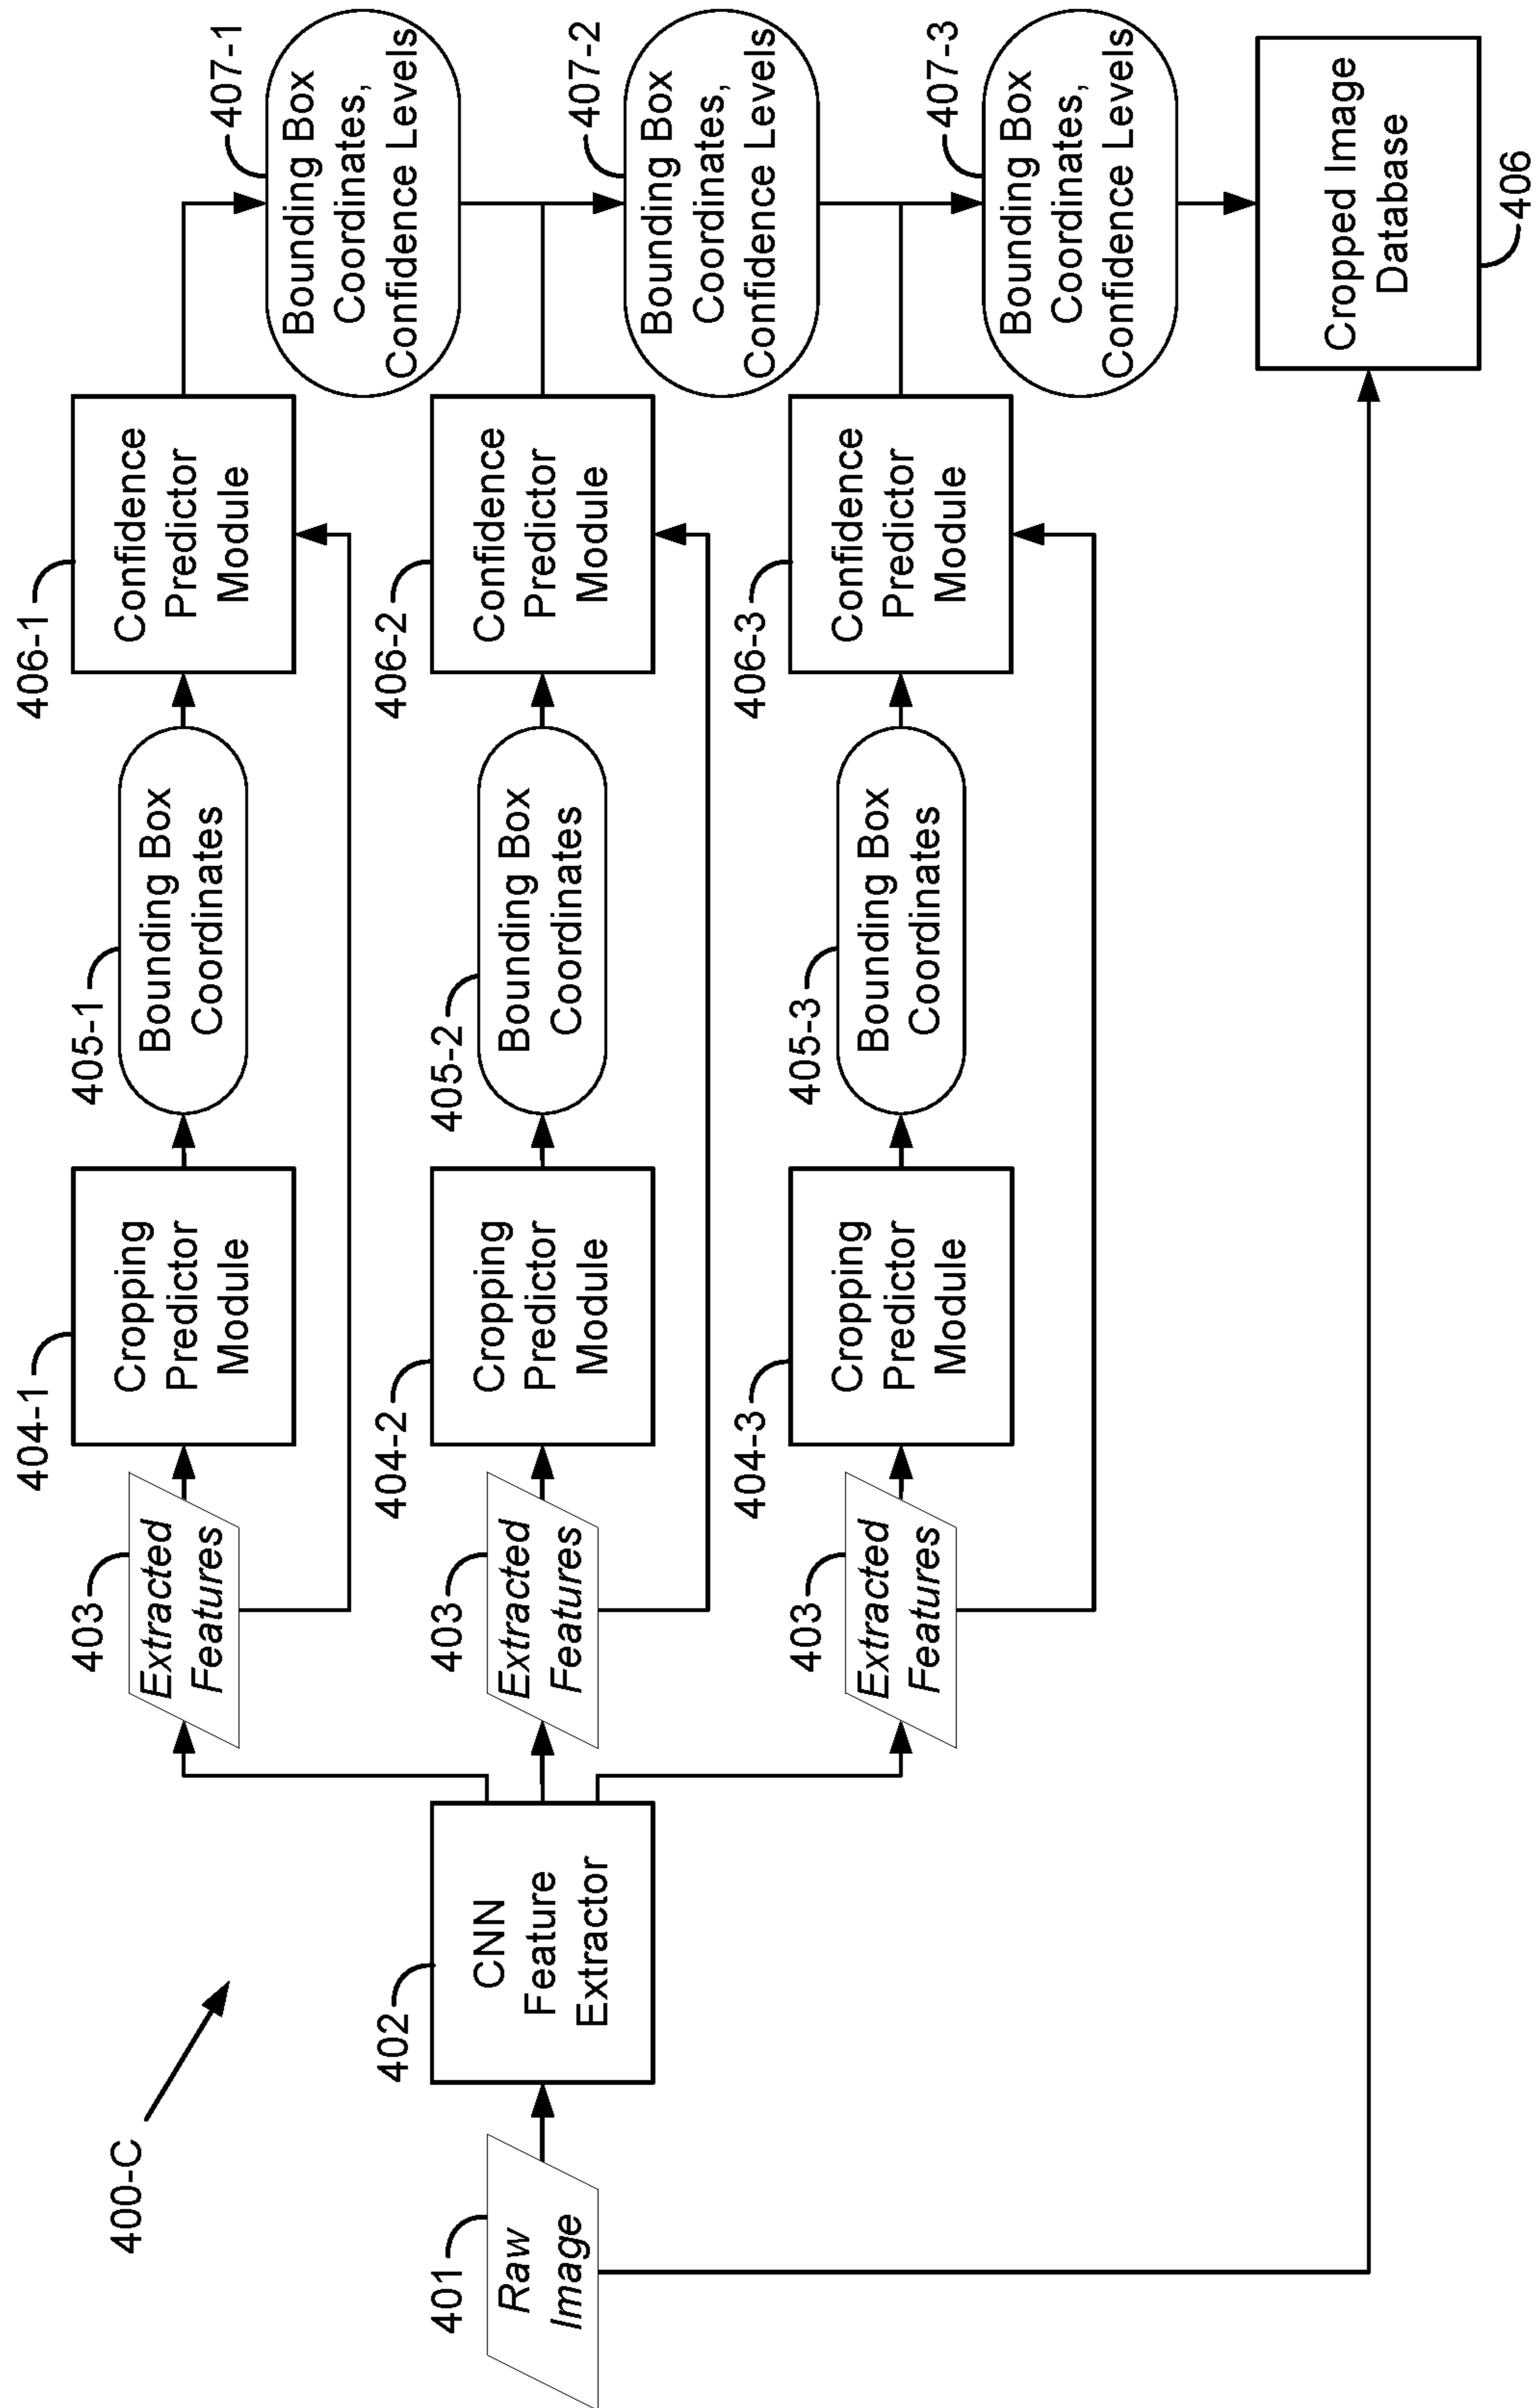 400-C
401
Raw
Image
402
CNN
Feature
Extractor
403
Extracted
Features
404-1
Cropping
Predictor
Module
405-1
Bounding Box
Coordinates
406-1
Confidence
Predictor
Module
407-1
Bounding Box
Coordinates,
Confidence Levels
403
Extracted
Features
404-2
Cropping
Predictor
Module
405-2
Bounding Box
Coordinates
406-2
Confidence
Predictor
Module
407-2
Bounding Box
Coordinates,
Confidence Levels
403
Extracted
Features
404-3
Cropping
Predictor
Module
405-3
Bounding Box
Coordinates
406-3
Confidence
Predictor
Module
407-3
Bounding Box
Coordinates,
Confidence Levels
Cropped Image
Database
406